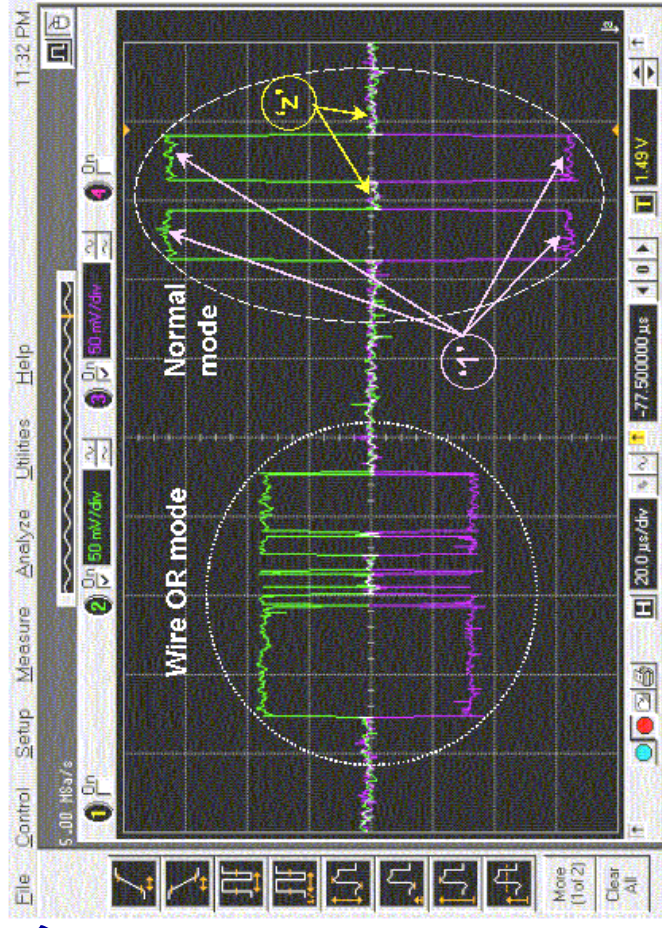 File Control Setup Measure Analyze Utilities Help 11:32 PM
5.00 MSa/s
1 On 2 On 50 mV/div 3 On 50 mV/div 4 On
Wire OR mode
Normal
mode
'z'
'1'
More
(1of 2)
Clear
All
H 20.0 µs/div -77.500000 µs 0 T 1.49 V